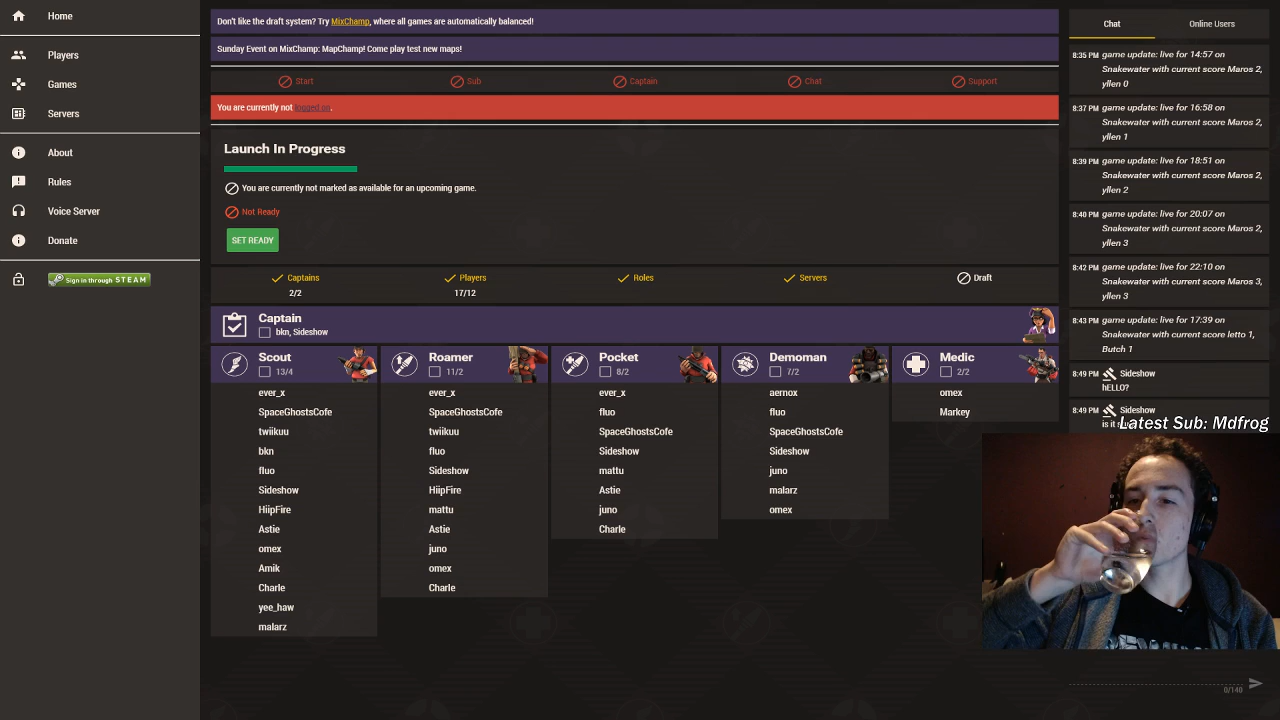 Home
Players
Games
Servers
About
Rules
Voice Server
Donate
Sign in through STEAM
Don't like the draft system? Try MixChamp, where all games are automatically balanced!
Sunday Event on MixChamp: MapChamp! Come play test new maps!
Start
Sub
Captain
Chat
Support
You are currently not logged on.
Launch In Progress
You are currently not marked as available for an upcoming game.
Not Ready
SET READY
Captains
2/2
Players
17/12
Roles
Servers
Draft
Captain
bkn, Sideshow
Scout
13/4
ever_x
SpaceGhostsCofe
twiikuu
bkn
fluo
Sideshow
HiipFire
Astie
omex
Amik
Charle
yee_haw
malarz
Roamer
11/2
ever_x
SpaceGhostsCofe
twiikuu
fluo
Sideshow
HiipFire
mattu
Astie
juno
omex
Charle
Pocket
8/2
ever_x
fluo
SpaceGhostsCofe
Sideshow
mattu
Astie
juno
Charle
Demoman
7/2
aernox
fluo
SpaceGhostsCofe
Sideshow
juno
malarz
omex
Medic
2/2
omex
Markey
Chat
Online Users
8:35 PM game update: live for 14:57 on
Snakewater with current score Maros 2,
yllen 0
8:37 PM game update: live for 16:58 on
Snakewater with current score Maros 2,
yllen 1
8:39 PM game update: live for 18:51 on
Snakewater with current score Maros 2,
yllen 2
8:40 PM game update: live for 20:07 on
Snakewater with current score Maros 2,
yllen 3
8:42 PM game update: live for 22:10 on
Snakewater with current score Maros 3,
yllen 3
8:43 PM game update: live for 17:39 on
Snakewater with current score letto 1,
Butch 1
8:49 PM Sideshow
hELLO?
8:49 PM Sideshow
is it
Latest Sub: Mdfrog
0/140